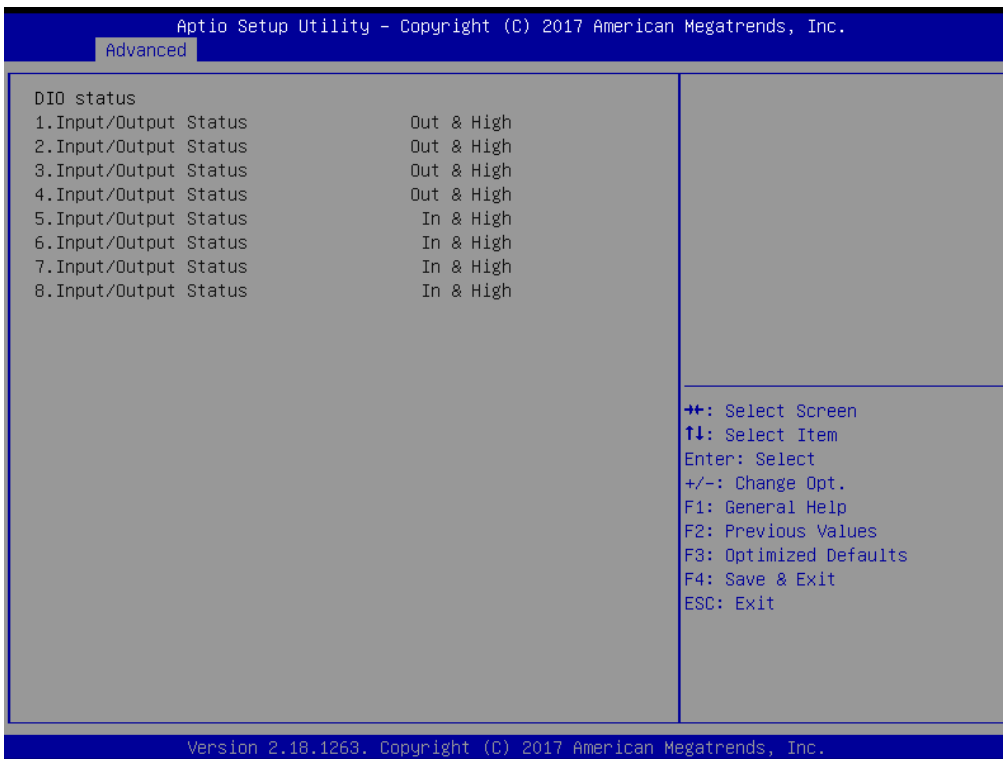 Aptio Setup Utility – Copyright (C) 2017 American Megatrends, Inc.
Advanced
DIO status
1.Input/Output Status Out & High
2.Input/Output Status Out & High
3.Input/Output Status Out & High
4.Input/Output Status Out & High
5.Input/Output Status In & High
6.Input/Output Status In & High
7.Input/Output Status In & High
8.Input/Output Status In & High
→←: Select Screen
↑↓: Select Item
Enter: Select
+/-: Change Opt.
F1: General Help
F2: Previous Values
F3: Optimized Defaults
F4: Save & Exit
ESC: Exit
Version 2.18.1263. Copyright (C) 2017 American Megatrends, Inc.